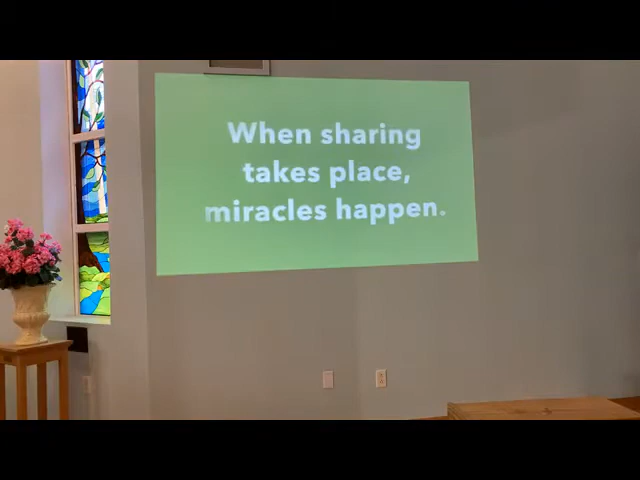 When sharing
takes place,
miracles happen.